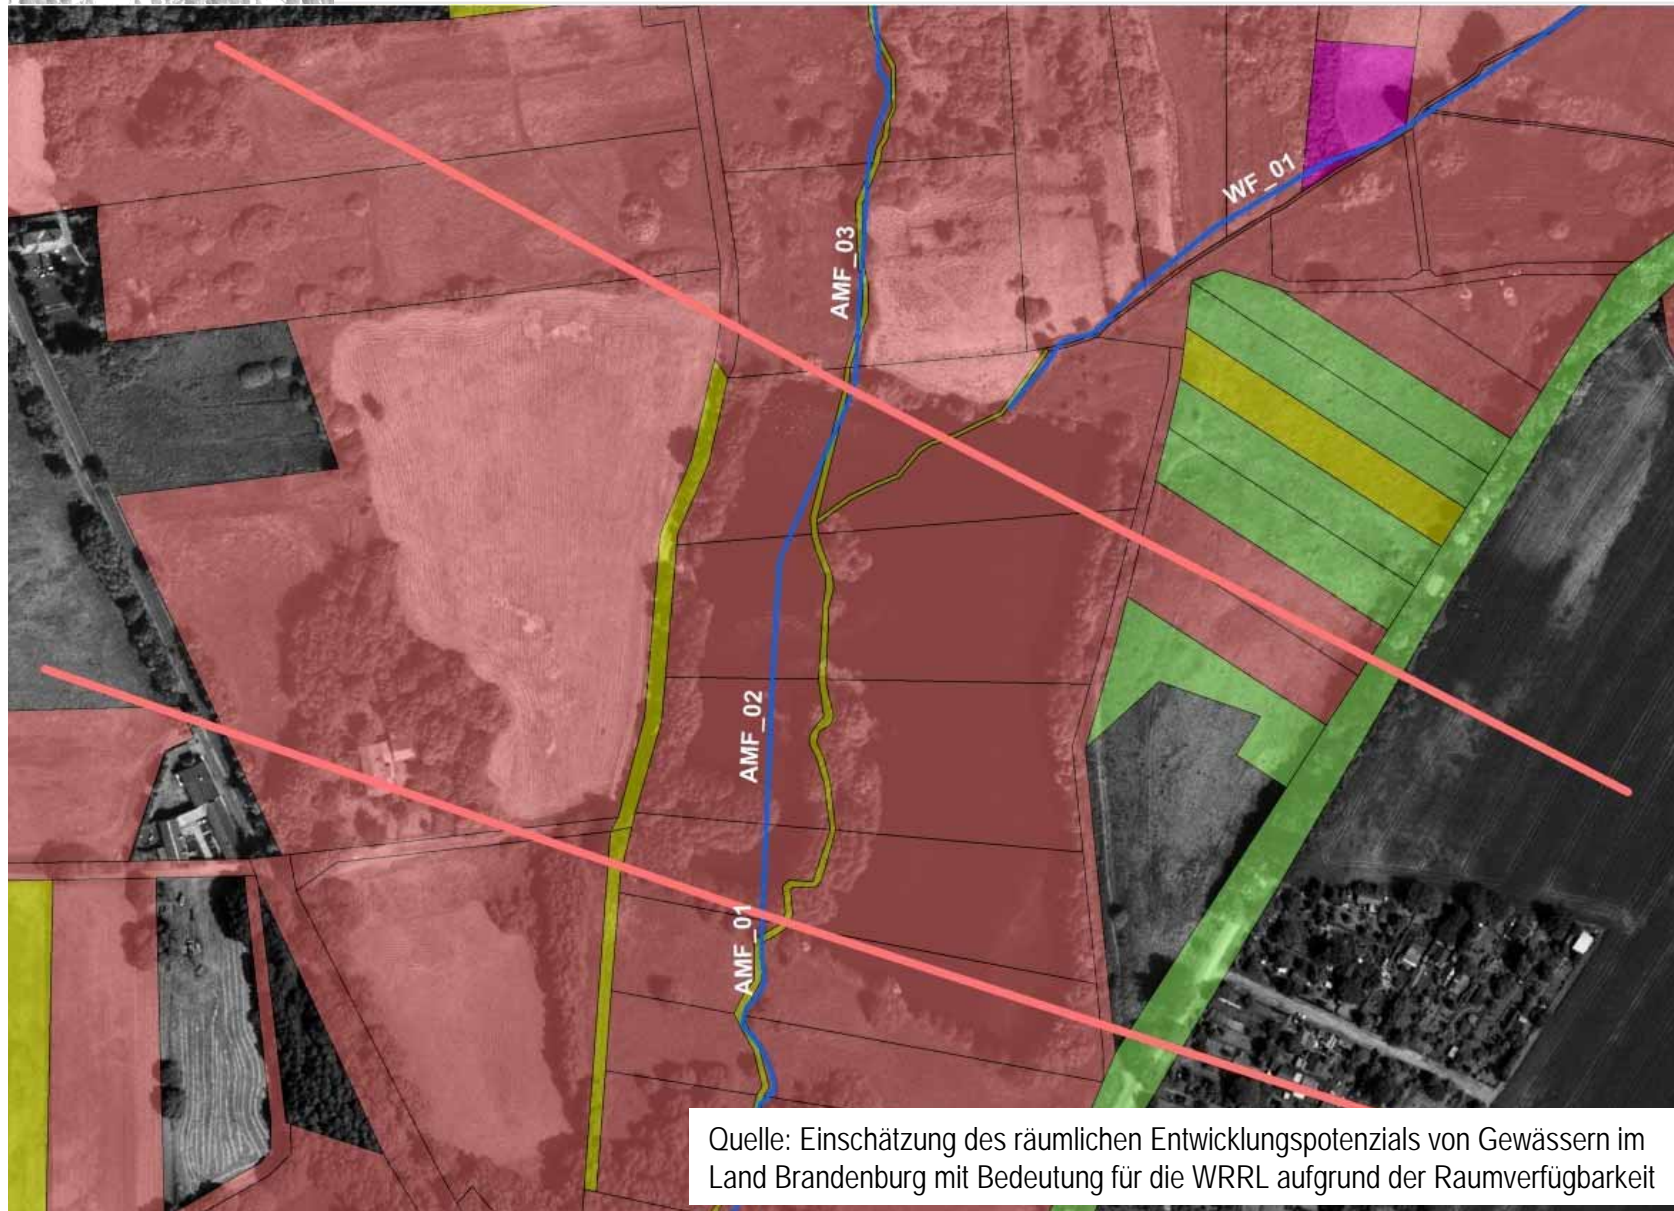 WF_01
AMF_03
AMF_02
AMF_01
Quelle: Einschätzung des räumlichen Entwicklungspotenzials von Gewässern im
Land Brandenburg mit Bedeutung für die WRRL aufgrund der Raumverfügbarkeit